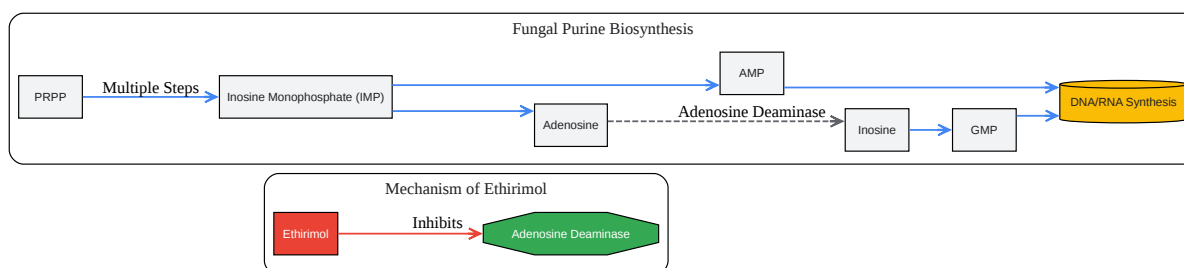 Fungal Purine Biosynthesis
PRPP
Multiple Steps
Inosine Monophosphate (IMP)
AMP
Adenosine
Adenosine Deaminase
Inosine
GMP
DNA/RNA Synthesis
Mechanism of Ethirimol
Ethirimol
Inhibits
Adenosine Deaminase